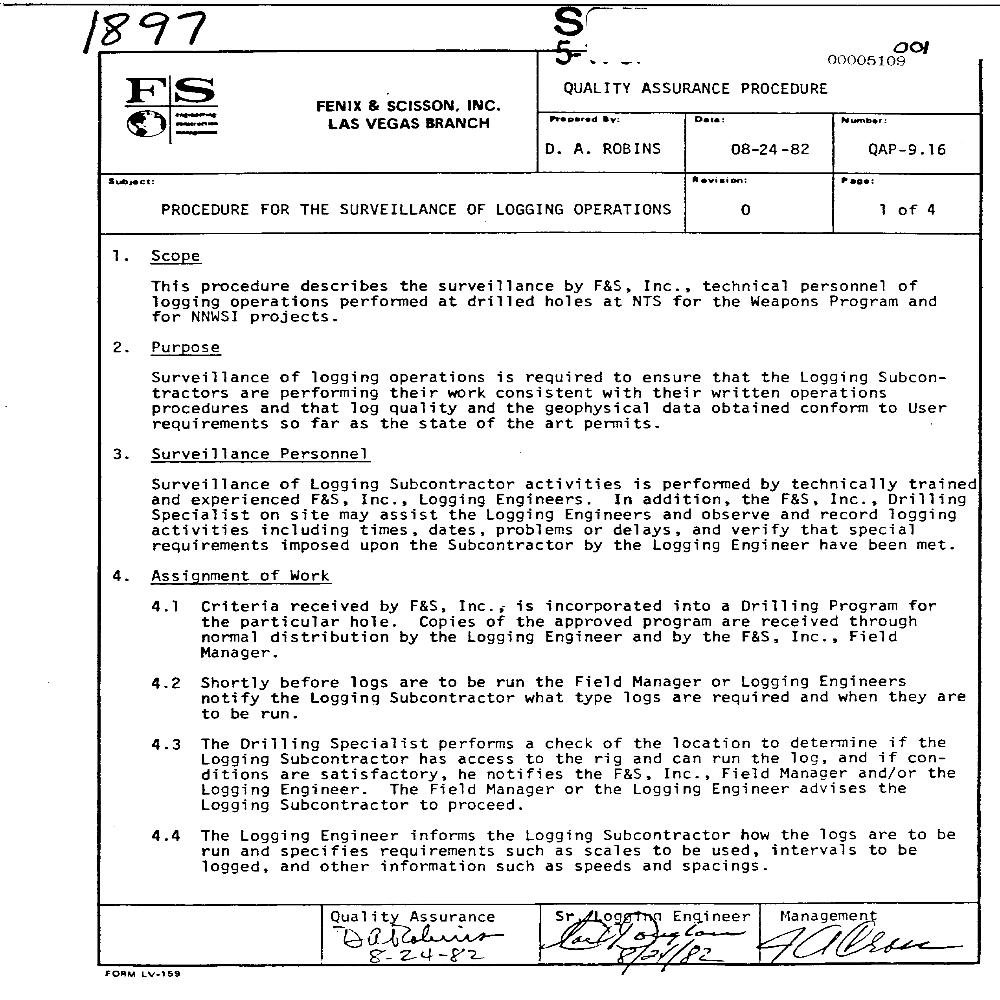 1897
S
5-
001
00005109
FS
FENIX & SCISSON, INC.
LAS VEGAS BRANCH
QUALITY ASSURANCE PROCEDURE
Prepared By:
D. A. ROBINS
Date:
08-24-82
Number:
QAP-9.16
Subject:
PROCEDURE FOR THE SURVEILLANCE OF LOGGING OPERATIONS
Revision:
0
Page:
1 of 4
1. Scope
This procedure describes the surveillance by F&S, Inc., technical personnel of
logging operations performed at drilled holes at NTS for the Weapons Program and
for NNWSI projects.
2. Purpose
Surveillance of logging operations is required to ensure that the Logging Subcon-
tractors are performing their work consistent with their written operations
procedures and that log quality and the geophysical data obtained conform to User
requirements so far as the state of the art permits.
3. Surveillance Personnel
Surveillance of Logging Subcontractor activities is performed by technically trained
and experienced F&S, Inc., Logging Engineers. In addition, the F&S, Inc., Drilling
Specialist on site may assist the Logging Engineers and observe and record logging
activities including times, dates, problems or delays, and verify that special
requirements imposed upon the Subcontractor by the Logging Engineer have been met.
4. Assignment of Work
4.1 Criteria received by F&S, Inc., is incorporated into a Drilling Program for
the particular hole. Copies of the approved program are received through
normal distribution by the Logging Engineer and by the F&S, Inc., Field
Manager.
4.2 Shortly before logs are to be run the Field Manager or Logging Engineers
notify the Logging Subcontractor what type logs are required and when they are
to be run.
4.3 The Drilling Specialist performs a check of the location to determine if the
Logging Subcontractor has access to the rig and can run the log, and if con-
ditions are satisfactory, he notifies the F&S, Inc., Field Manager and/or the
Logging Engineer. The Field Manager or the Logging Engineer advises the
Logging Subcontractor to proceed.
4.4 The Logging Engineer informs the Logging Subcontractor how the logs are to be
run and specifies requirements such as scales to be used, intervals to be
logged, and other information such as speeds and spacings.
Quality Assurance
DA Robins
8-24-82
Sr. Logging Engineer
8/24/82
Management
FORM LV-159